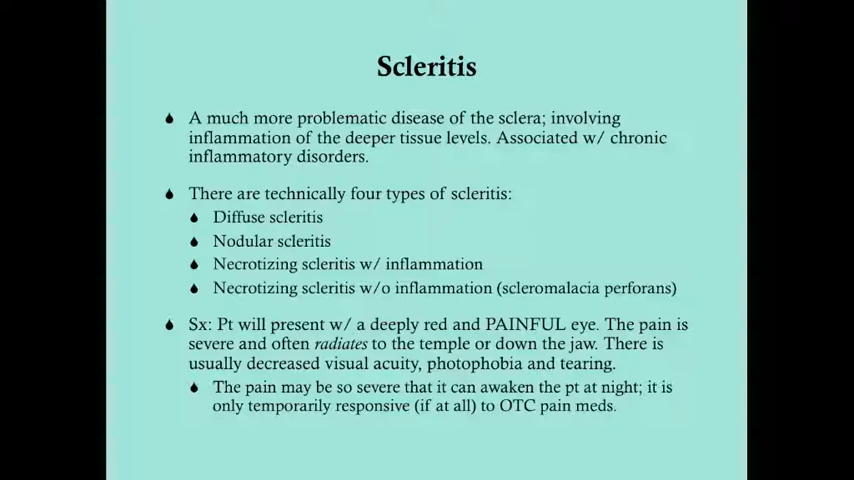 Scleritis
A much more problematic disease of the sclera; involving
inflammation of the deeper tissue levels. Associated w/ chronic
inflammatory disorders.
There are technically four types of scleritis:
Diffuse scleritis
Nodular scleritis
Necrotizing scleritis w/ inflammation
Necrotizing scleritis w/o inflammation (scleromalacia perforans)
Sx: Pt will present w/ a deeply red and PAINFUL eye. The pain is
severe and often radiates to the temple or down the jaw. There is
usually decreased visual acuity, photophobia and tearing.
The pain may be so severe that it can awaken the pt at night; it is
only temporarily responsive (if at all) to OTC pain meds.